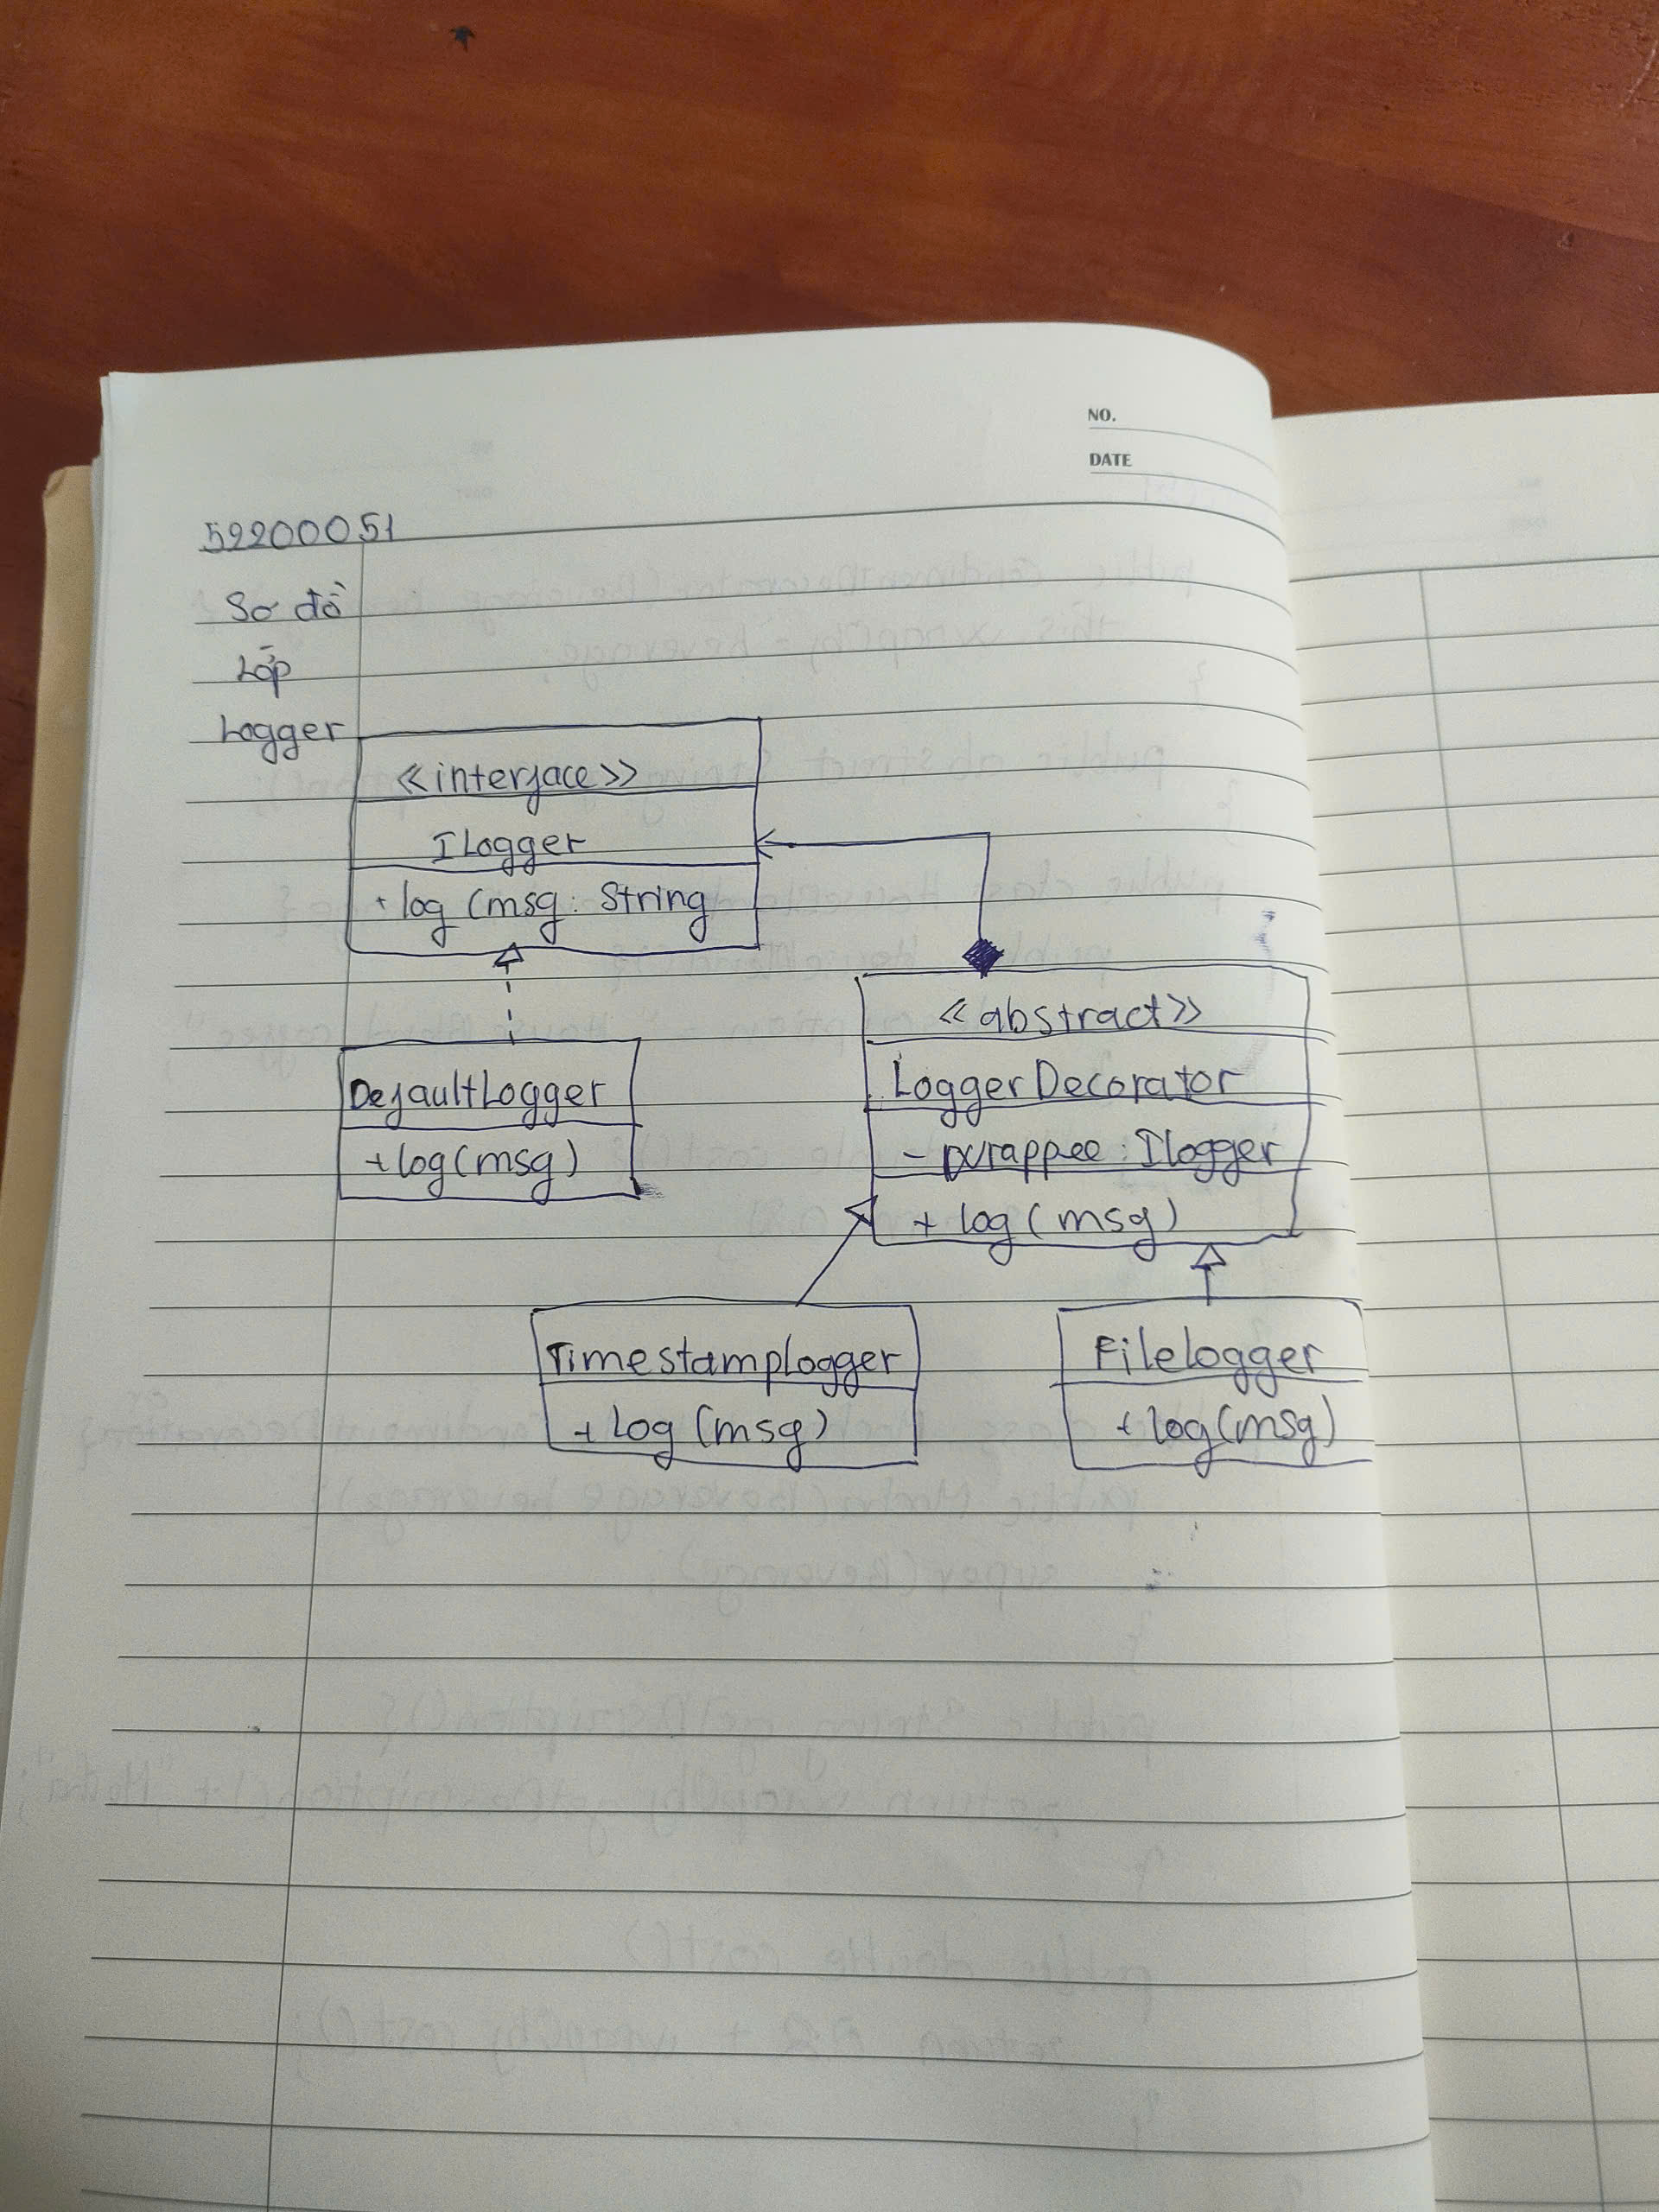 NO.
DATE
52200051
Sơ đồ
Lớp
Logger
<<interface>>
ILogger
+ log (msg: String
DefaultLogger
+ log(msg)
<<abstract>>
LoggerDecorator
- wrappee: ILogger
+ log(msg)
TimestampLogger
+ log (msg)
FileLogger
+ log(msg)